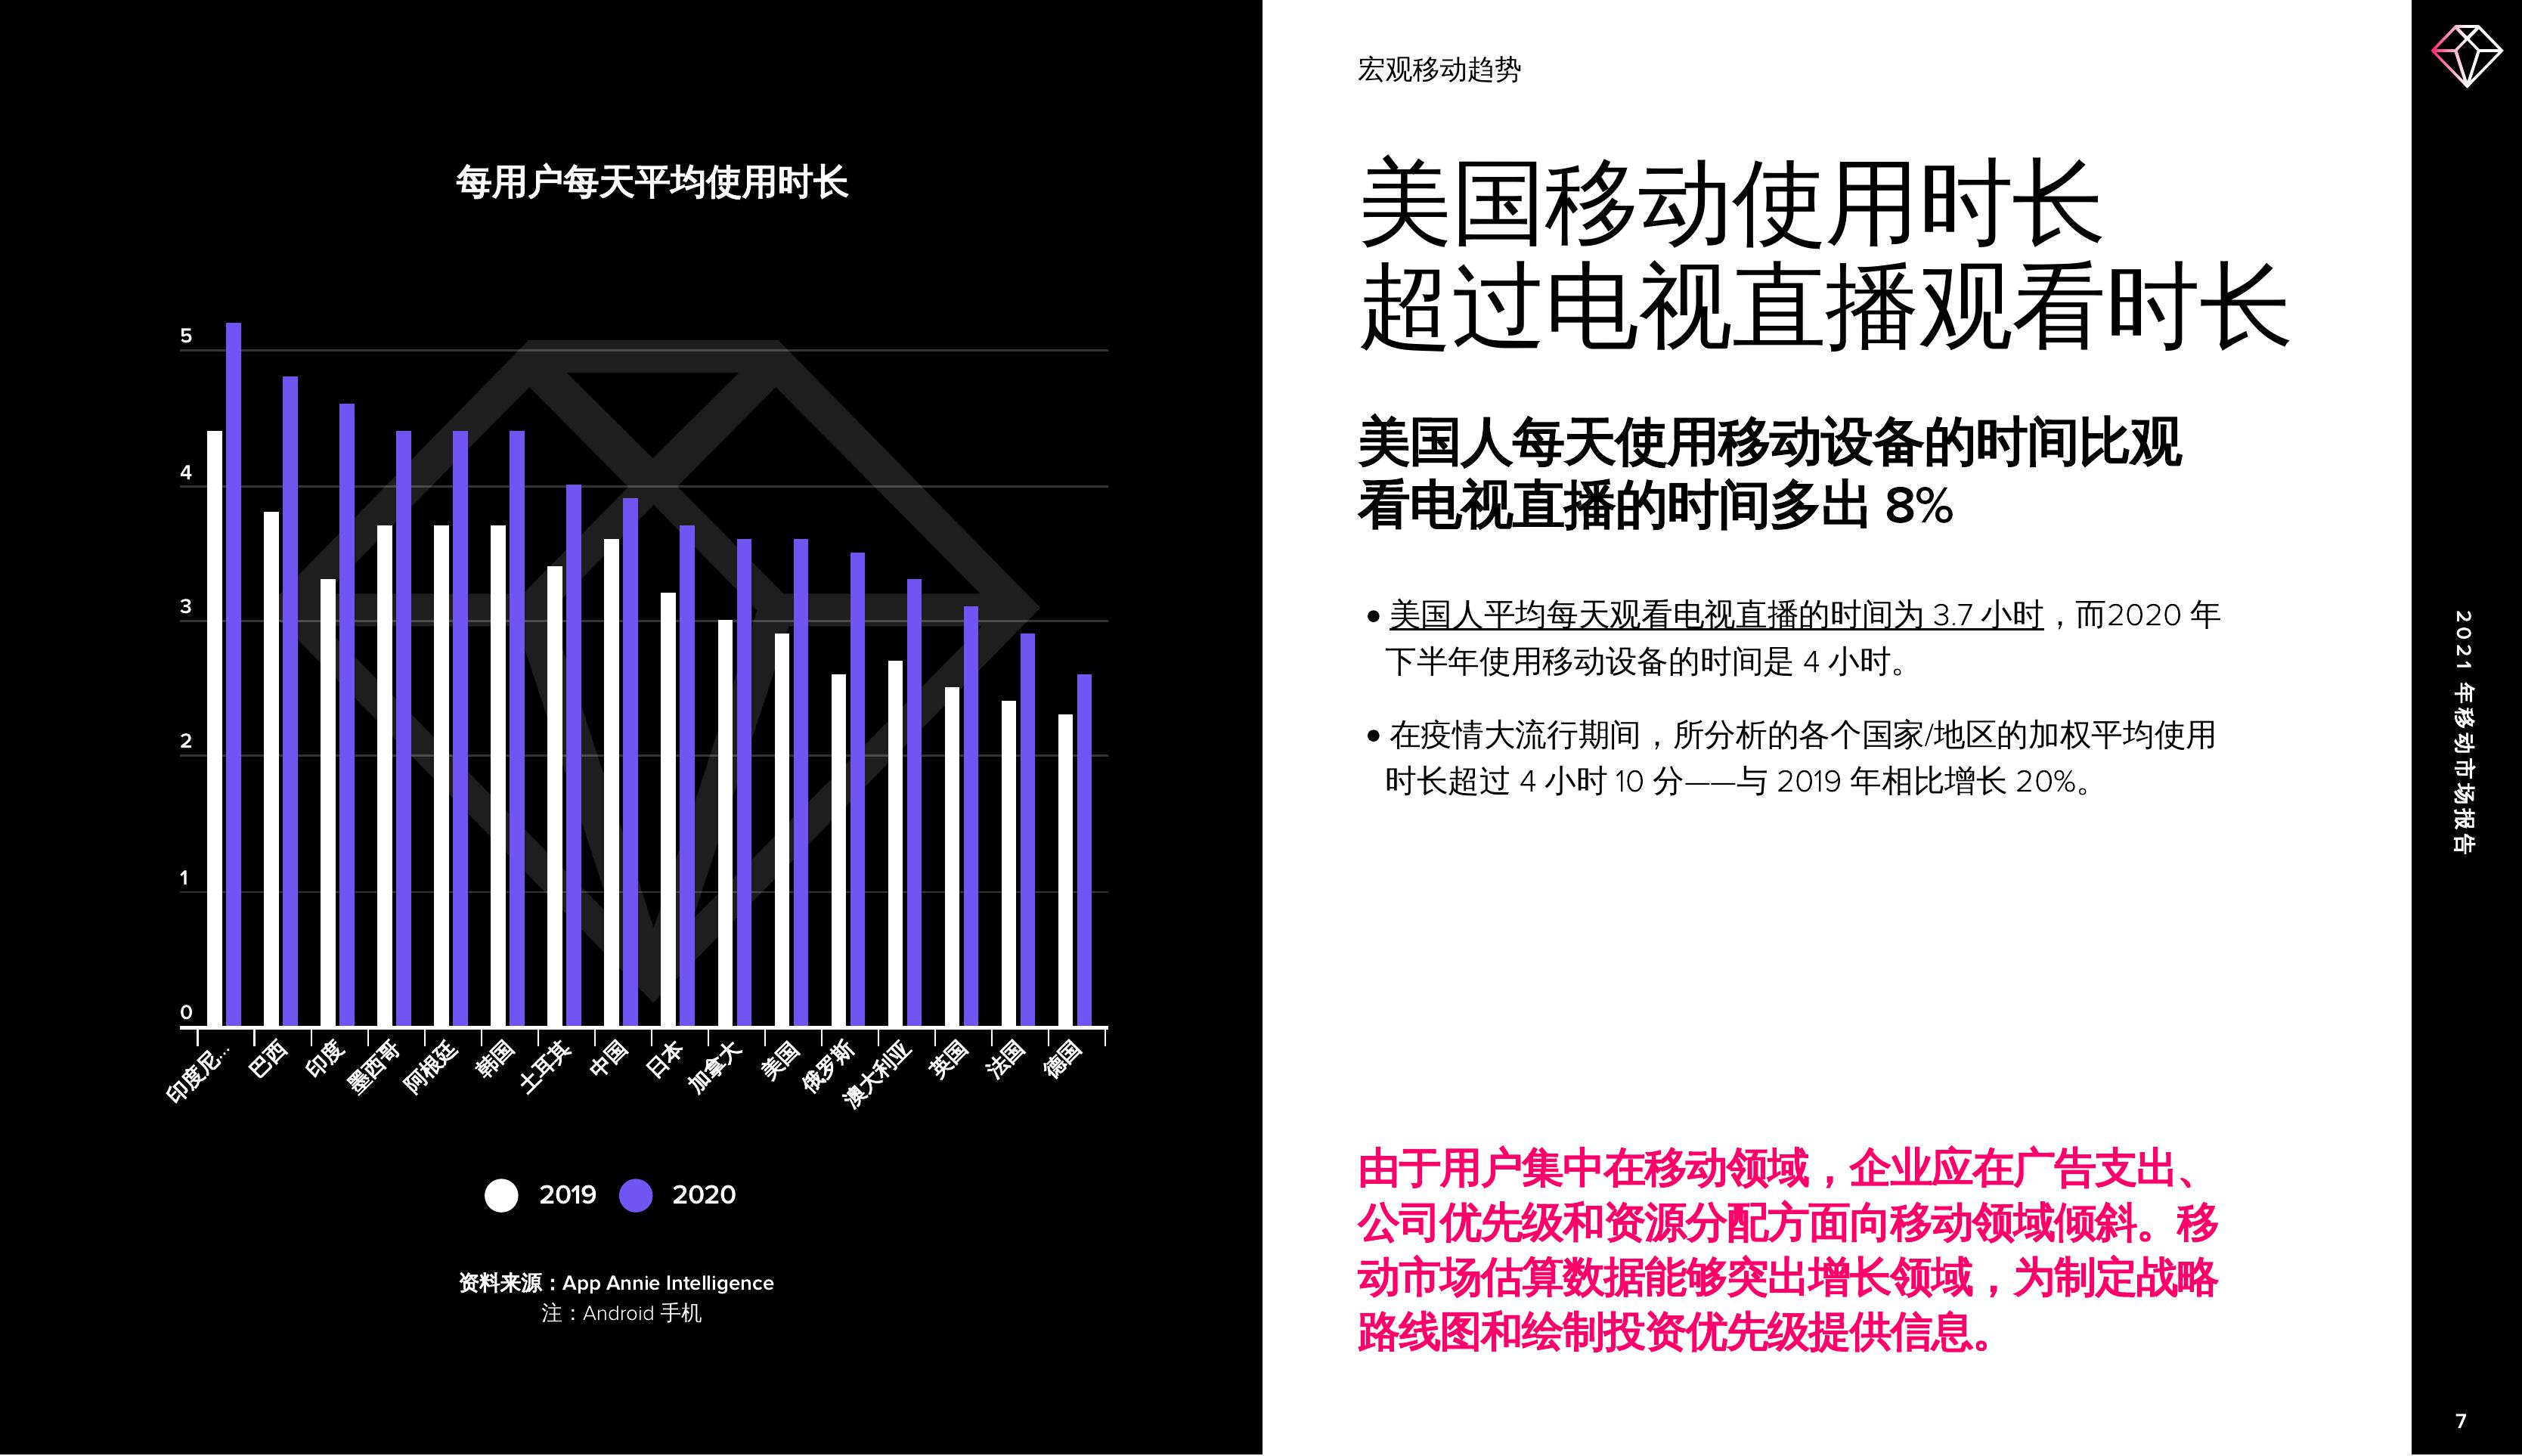 每用户每天平均使用时长
5
4
3
2
1
0
印度尼...
巴西
印度
墨西哥
阿根廷
韩国
土耳其
中国
日本
加拿大
美国
俄罗斯
澳大利亚
英国
法国
德国
2019 2020
资料来源：App Annie Intelligence
注：Android 手机
宏观移动趋势
美国移动使用时长
超过电视直播观看时长
美国人每天使用移动设备的时间比观
看电视直播的时间多出 8%
• 美国人平均每天观看电视直播的时间为 3.7 小时，而2020 年
下半年使用移动设备的时间是 4 小时。
• 在疫情大流行期间，所分析的各个国家/地区的加权平均使用
时长超过 4 小时 10 分——与 2019 年相比增长 20%。
由于用户集中在移动领域，企业应在广告支出、
公司优先级和资源分配方面向移动领域倾斜。移
动市场估算数据能够突出增长领域，为制定战略
路线图和绘制投资优先级提供信息。
2021 年移动市场报告
7